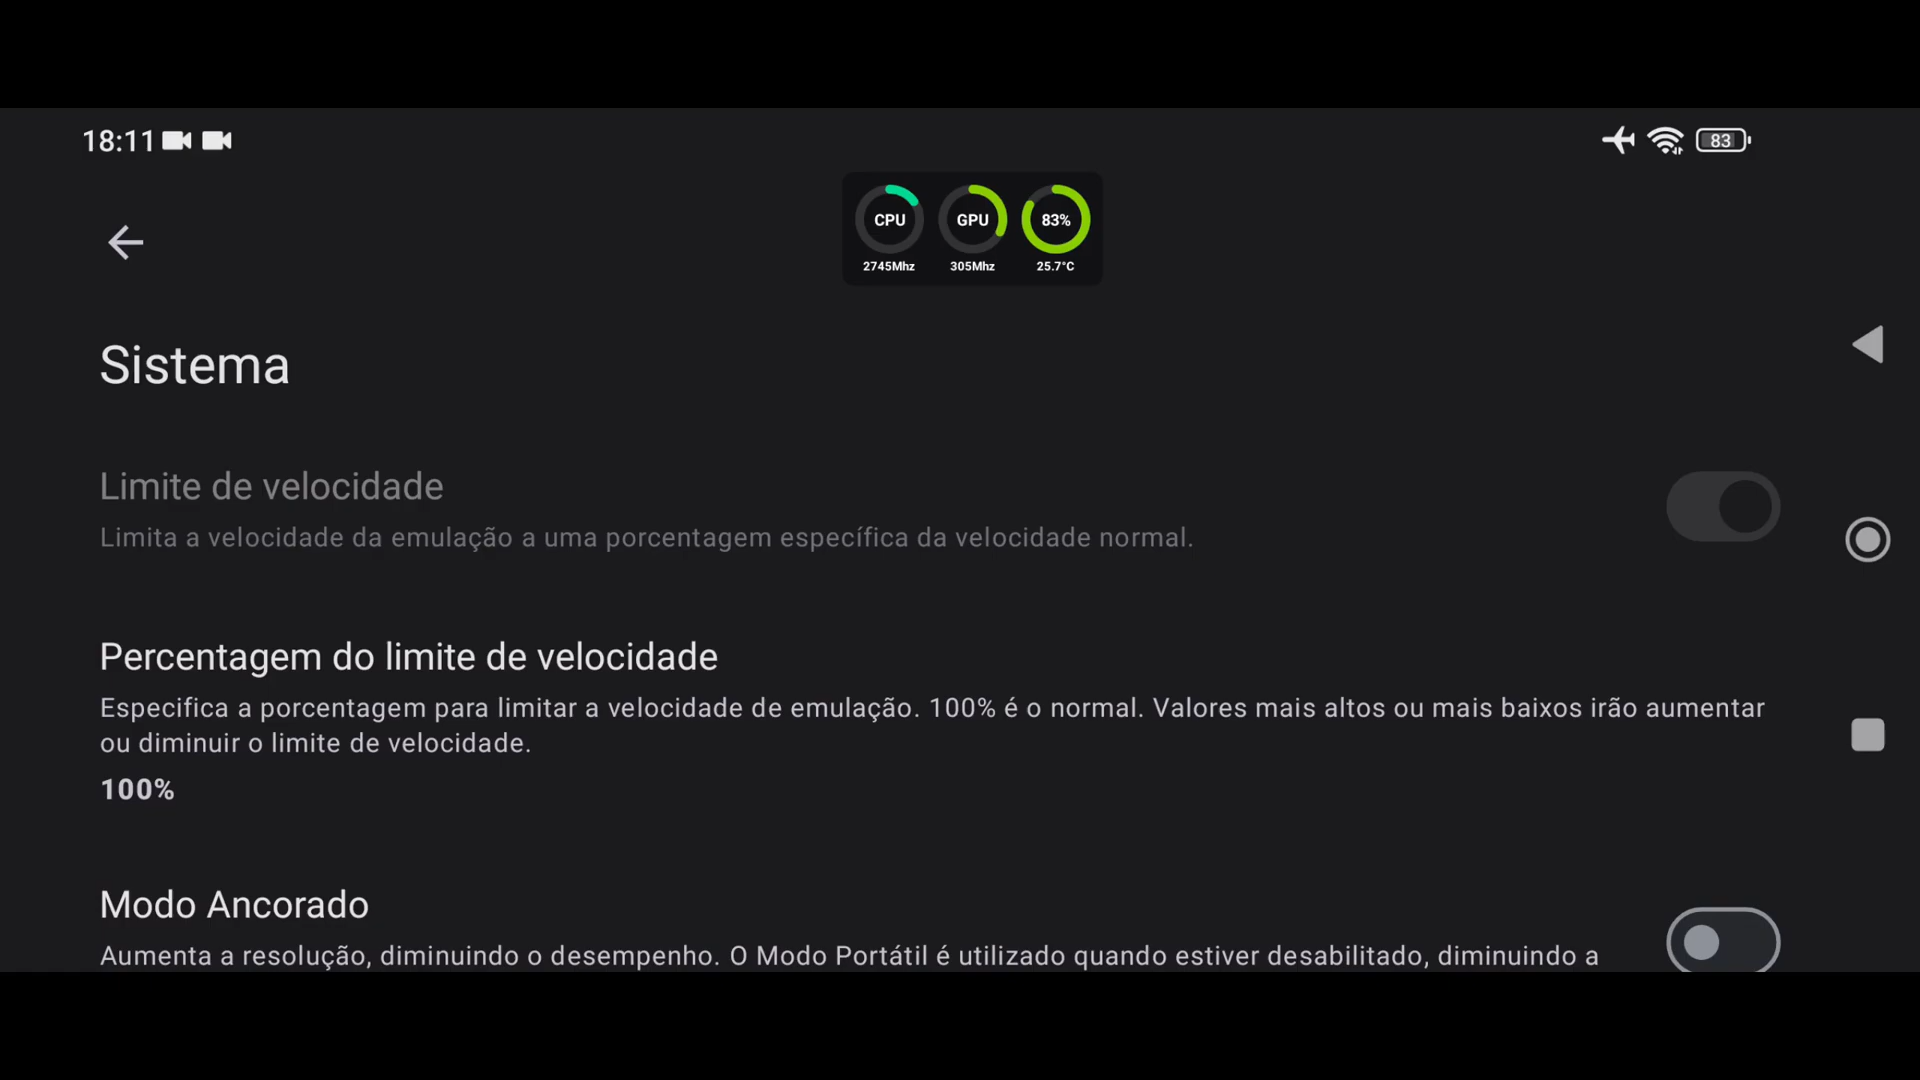 18:11
83
CPU
GPU
83%
2745Mhz
305Mhz
25.7°C
Sistema
Limite de velocidade
Limita a velocidade da emulação a uma porcentagem específica da velocidade normal.
Percentagem do limite de velocidade
Especifica a porcentagem para limitar a velocidade de emulação. 100% é o normal. Valores mais altos ou mais baixos irão aumentar
ou diminuir o limite de velocidade.
100%
Modo Ancorado
Aumenta a resolução, diminuindo o desempenho. O Modo Portátil é utilizado quando estiver desabilitado, diminuindo a